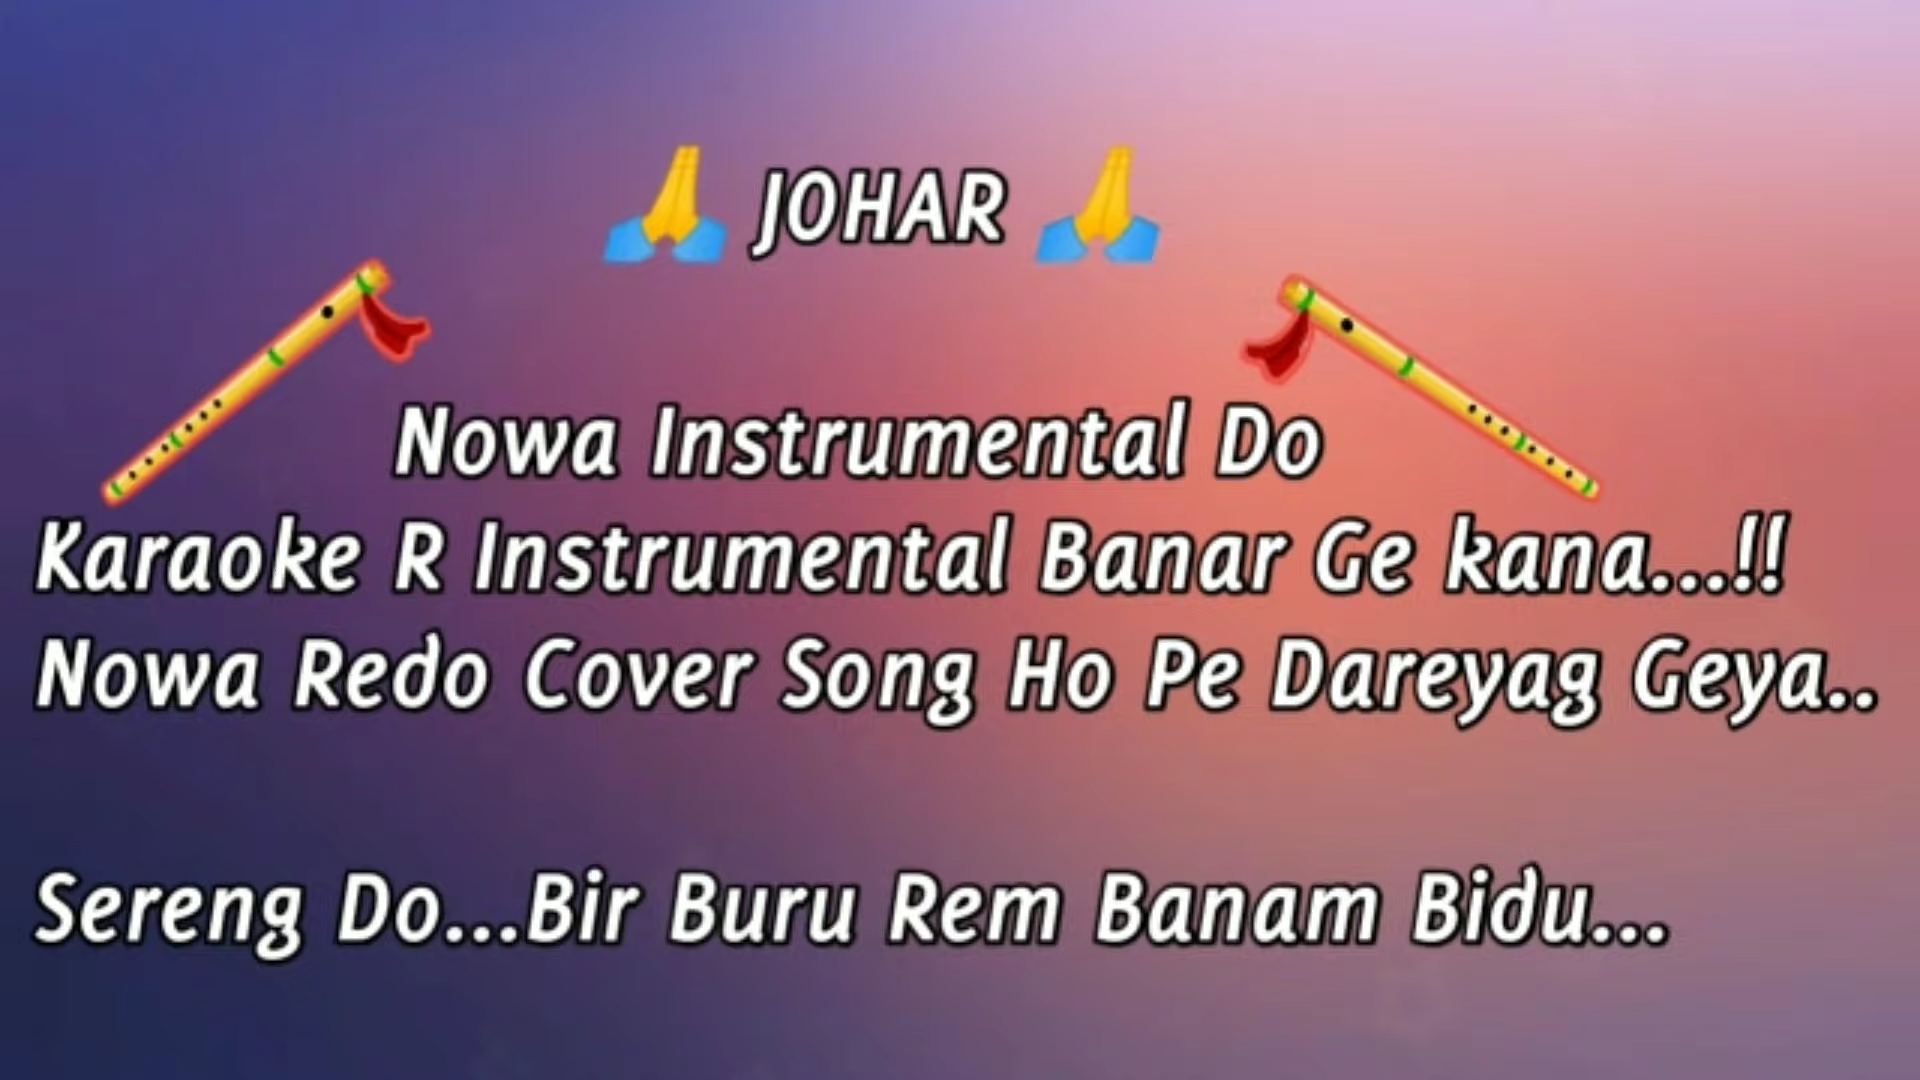 🙏 JOHAR 🙏
Nowa Instrumental Do
Karaoke R Instrumental Banar Ge kana...!!
Nowa Redo Cover Song Ho Pe Dareyag Geya..
Sereng Do...Bir Buru Rem Banam Bidu...